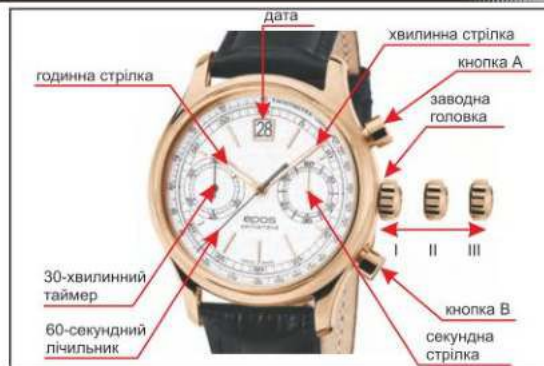 дата
хвилинна стрілка
кнопка А
годинна стрілка
заводна
головка
28
epos
I
II
III
30-хвилинний
таймер
кнопка В
60-секундний
лічильник
секундна
стрілка